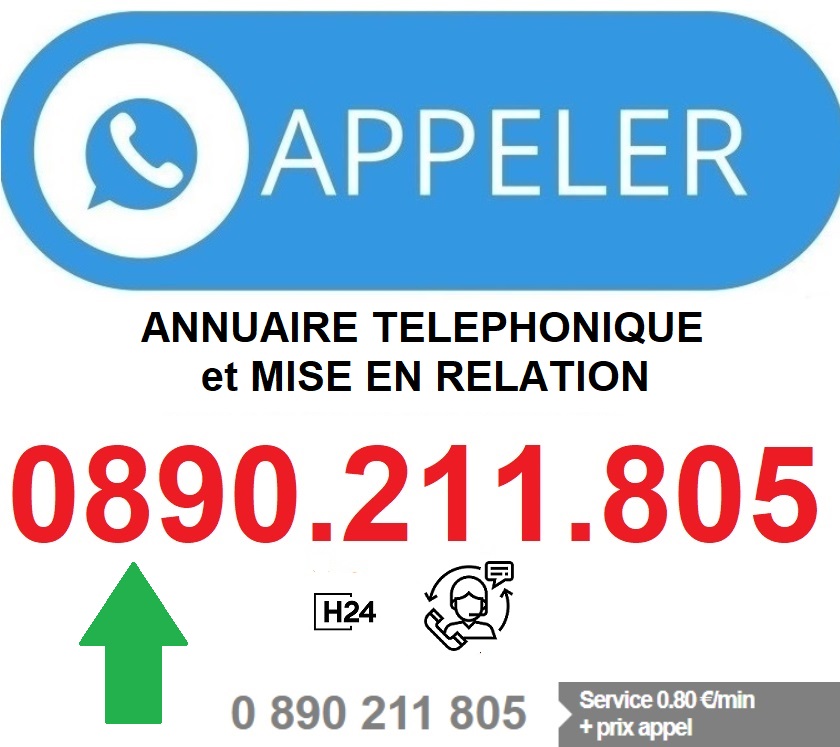 APPELER
ANNUAIRE TELEPHONIQUE
et MISE EN RELATION
0890.211.805
H24
0 890 211 805
Service 0.80 €/min
+ prix appel